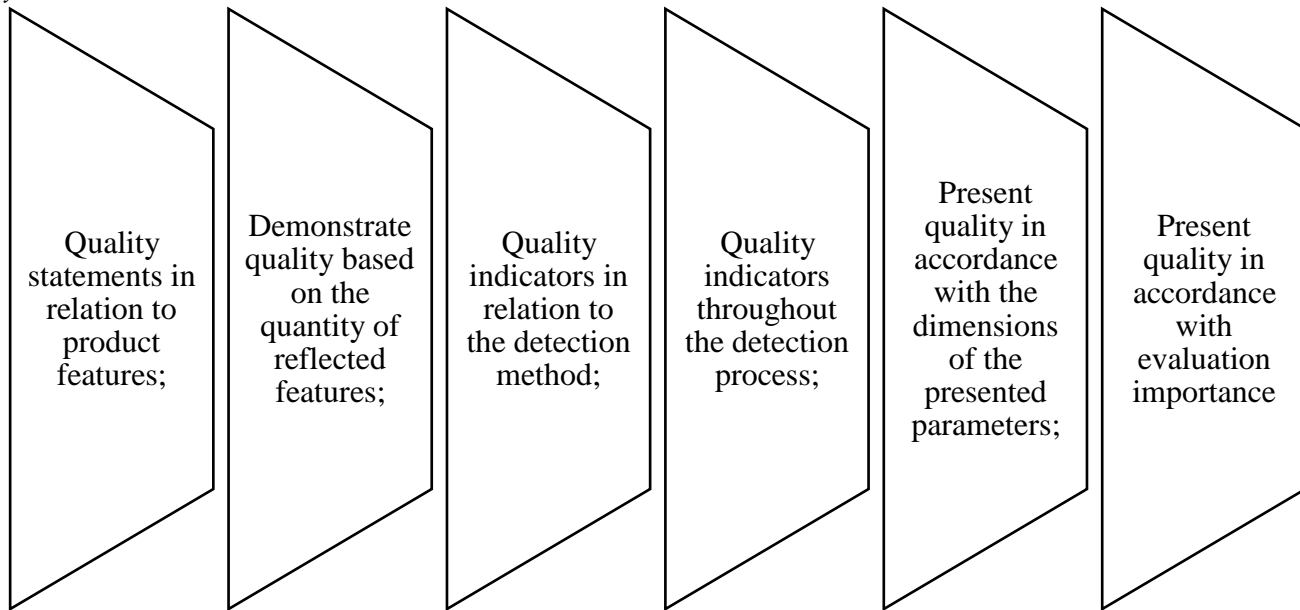 Quality
statements in
relation to
product
features;
Demonstrate
quality based
on the
quantity of
reflected
features;
Quality
indicators in
relation to
the detection
method;
Quality
indicators
throughout
the detection
process;
Present
quality in
accordance
with the
dimensions
of the
presented
parameters;
Present
quality in
accordance
with
evaluation
importance